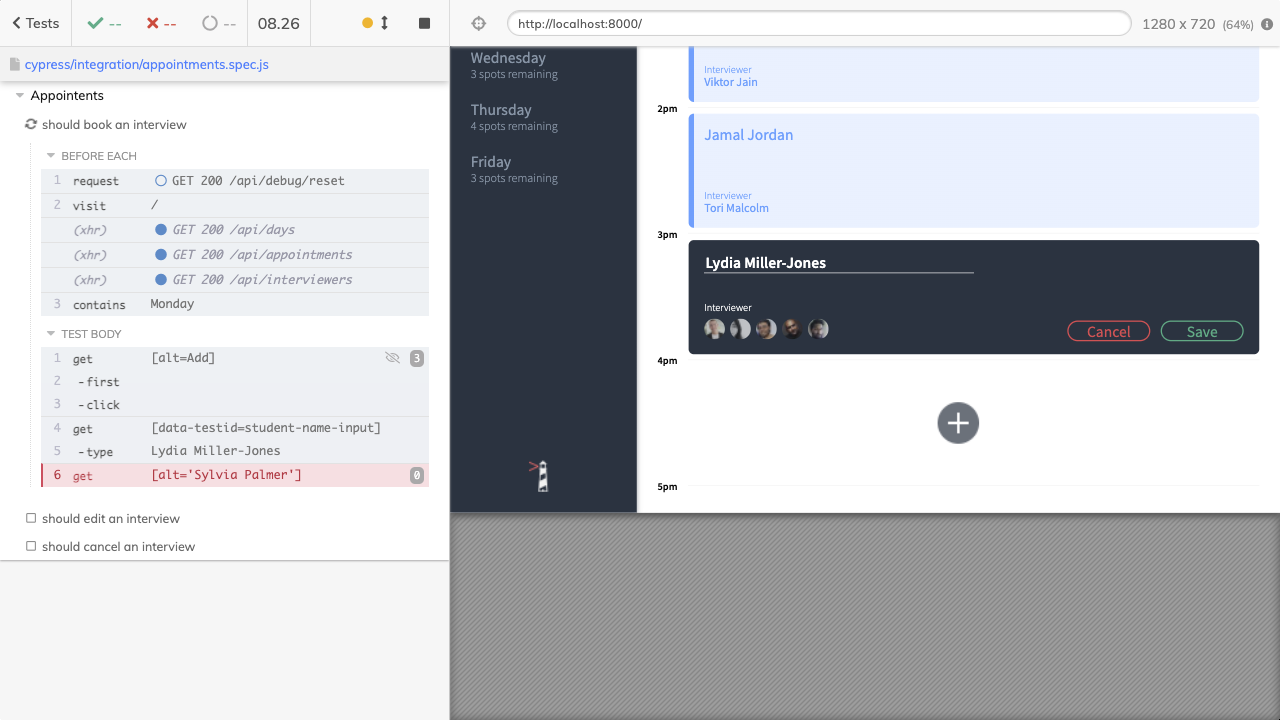 Tests
--
--
--
08.26
http://localhost:8000/
1280 x 720 (64%)
cypress/integration/appointments.spec.js
Appointents
should book an interview
BEFORE EACH
1 request GET 200 /api/debug/reset
2 visit /
(xhr) GET 200 /api/days
(xhr) GET 200 /api/appointments
(xhr) GET 200 /api/interviewers
3 contains Monday
TEST BODY
1 get [alt=Add] 3
2 -first
3 -click
4 get [data-testid=student-name-input]
5 -type Lydia Miller-Jones
6 get [alt='Sylvia Palmer'] 0
should edit an interview
should cancel an interview
Wednesday
3 spots remaining
Thursday
4 spots remaining
Friday
3 spots remaining
Interviewer
Viktor Jain
2pm
Jamal Jordan
Interviewer
Tori Malcolm
3pm
Lydia Miller-Jones
Interviewer
Cancel
Save
4pm
5pm